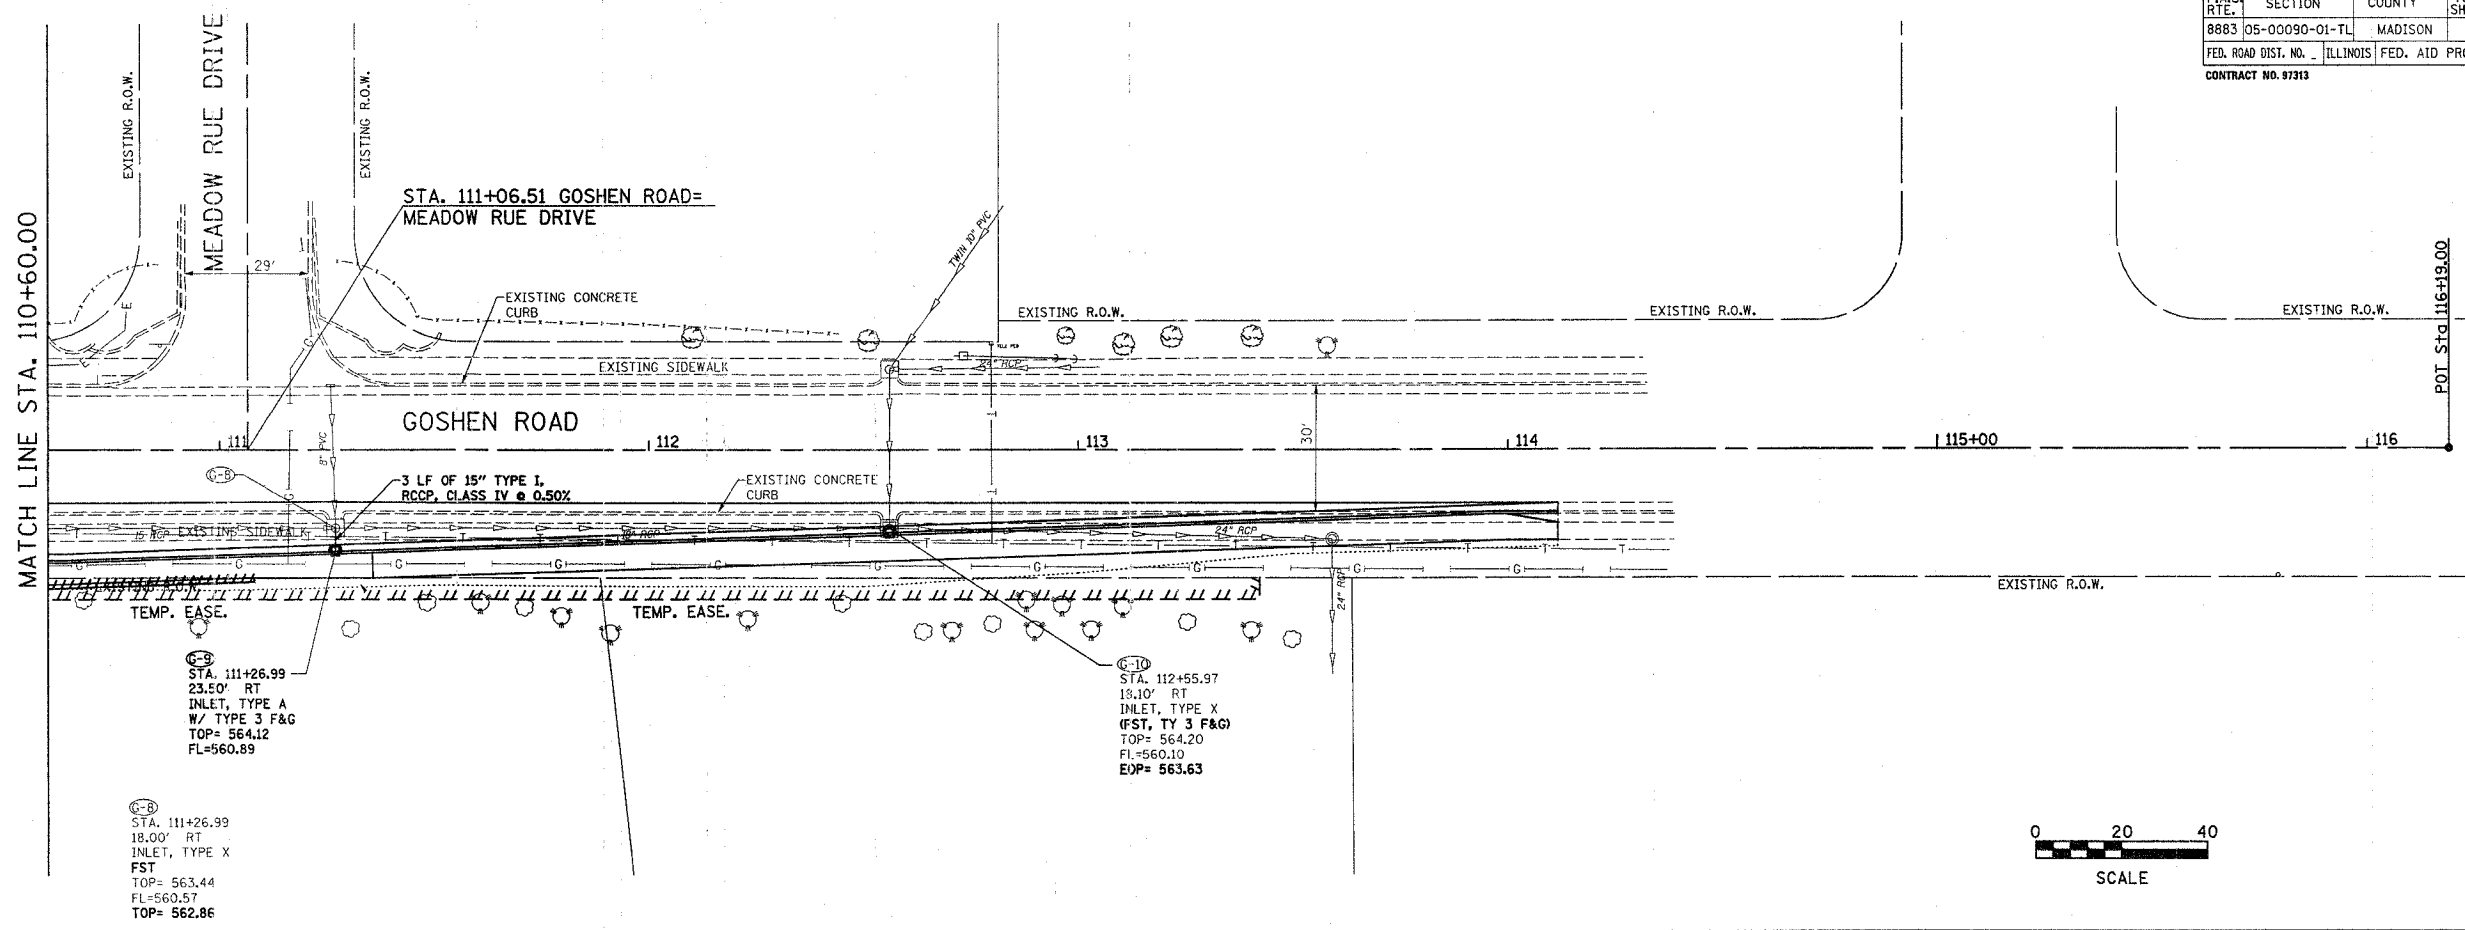 RTE.
SECTION
COUNTY
8883
05-00090-01-TL
MADISON
FED. ROAD DIST. NO. _
ILLINOIS
FED. AID
CONTRACT NO. 97313
MATCH LINE STA. 110+60.00
EXISTING R.O.W.
MEADOW RUE DRIVE
EXISTING R.O.W.
STA. 111+06.51 GOSHEN ROAD=
MEADOW RUE DRIVE
29'
EXISTING CONCRETE
CURB
TWIN 10" PVC
EXISTING R.O.W.
EXISTING R.O.W.
EXISTING R.O.W.
POT Sta 116+19.00
E
E
G
EXISTING SIDEWALK
24" RCP
GOSHEN ROAD
30'
111
112
113
114
115+00
116
8" PVC
G-8
3 LF OF 15" TYPE I,
RCCP, CLASS IV @ 0.50%
EXISTING CONCRETE
CURB
EXISTING SIDEWALK
24" RCP
G
G
G
G
G
G
G
G
G
G
24" RCP
EXISTING R.O.W.
TEMP. EASE.
TEMP. EASE.
G-9
STA. 111+26.99
23.50' RT
INLET, TYPE A
W/ TYPE 3 F&G
TOP= 564.12
FL=560.89
G-10
STA. 112+55.97
RT
INLET, TYPE X
(FST, TY 3 F&G)
TOP= 564.20
FL=560.10
EOP= 563.63
G-8
STA. 111+26.99
18.00' RT
INLET, TYPE X
FST
TOP= 563.44
FL=560.57
TOP= 562.86
0 20 40
SCALE